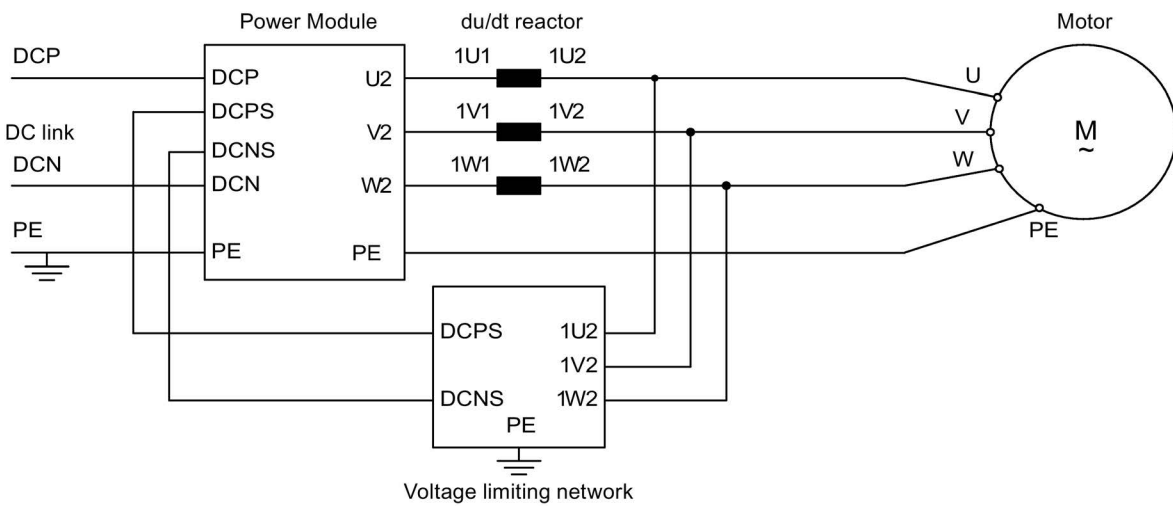 Power Module
du/dt reactor
Motor
DCP
DCP
U2
1U1
1U2
U
DCPS
DC link
V2
1V1
1V2
V
M
~
DCNS
DCN
DCN
W2
1W1
1W2
W
PE
PE
PE
PE
DCPS
1U2
1V2
DCNS
1W2
PE
Voltage limiting network